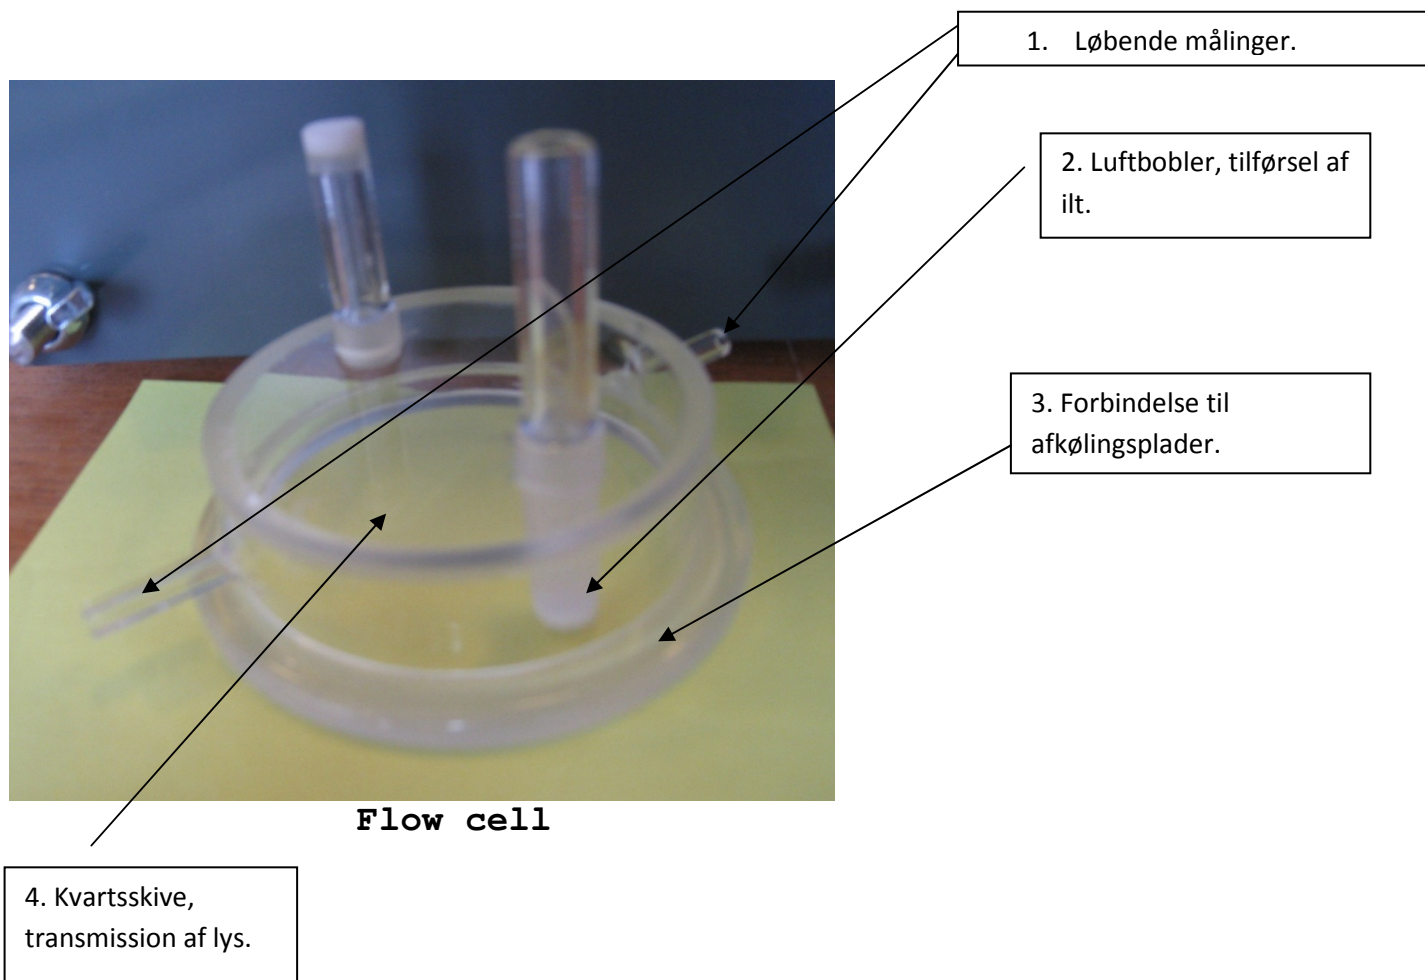 1. Løbende målinger.
2. Luftbobler, tilførsel af
ilt.
3. Forbindelse til
afkølingsplader.
Flow cell
4. Kvartsskive,
transmission af lys.